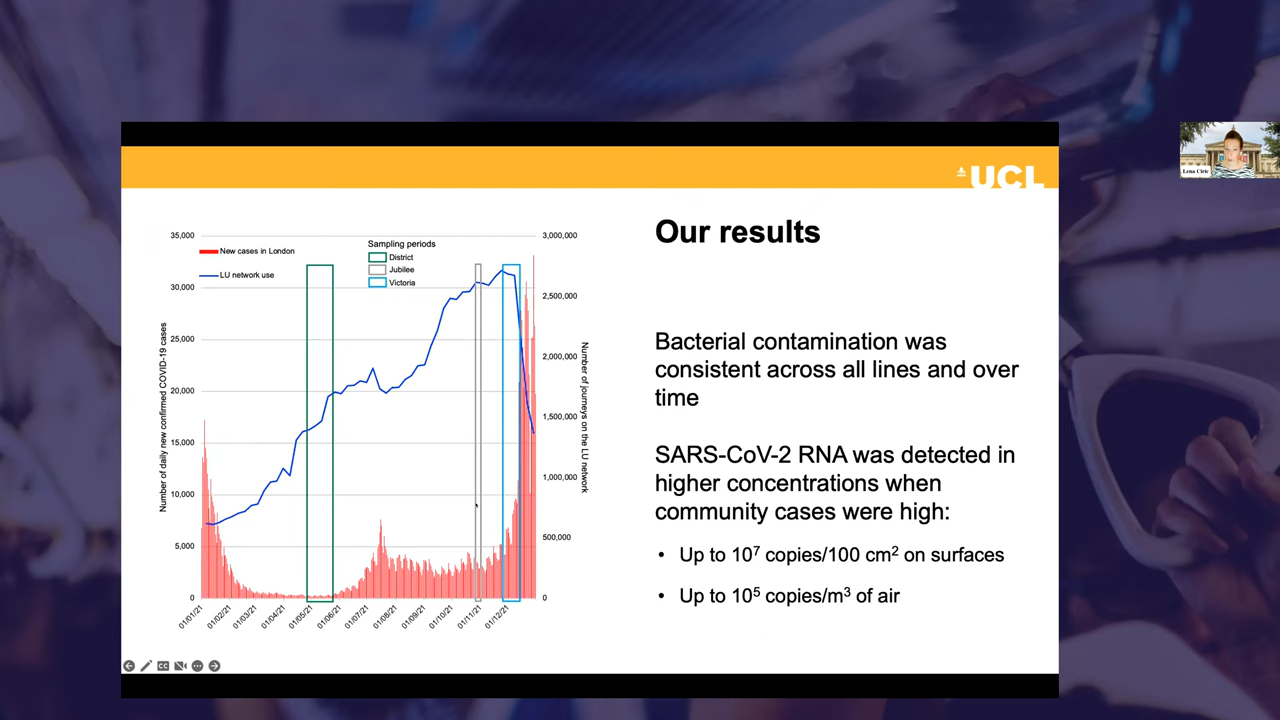 UCL
Lena Ciric
Our results
35,000
30,000
25,000
20,000
15,000
10,000
5,000
0
Number of daily new confirmed COVID-19 cases
New cases in London
LU network use
Sampling periods
District
Jubilee
Victoria
3,000,000
2,500,000
2,000,000
1,500,000
1,000,000
500,000
0
Number of journeys on the LU network
01/01/21
01/02/21
01/03/21
01/04/21
01/05/21
01/06/21
01/07/21
01/08/21
01/09/21
01/10/21
01/11/21
01/12/21
Bacterial contamination was
consistent across all lines and over
time
SARS-CoV-2 RNA was detected in
higher concentrations when
community cases were high:
• Up to 10⁷ copies/100 cm² on surfaces
• Up to 10⁵ copies/m³ of air
CC